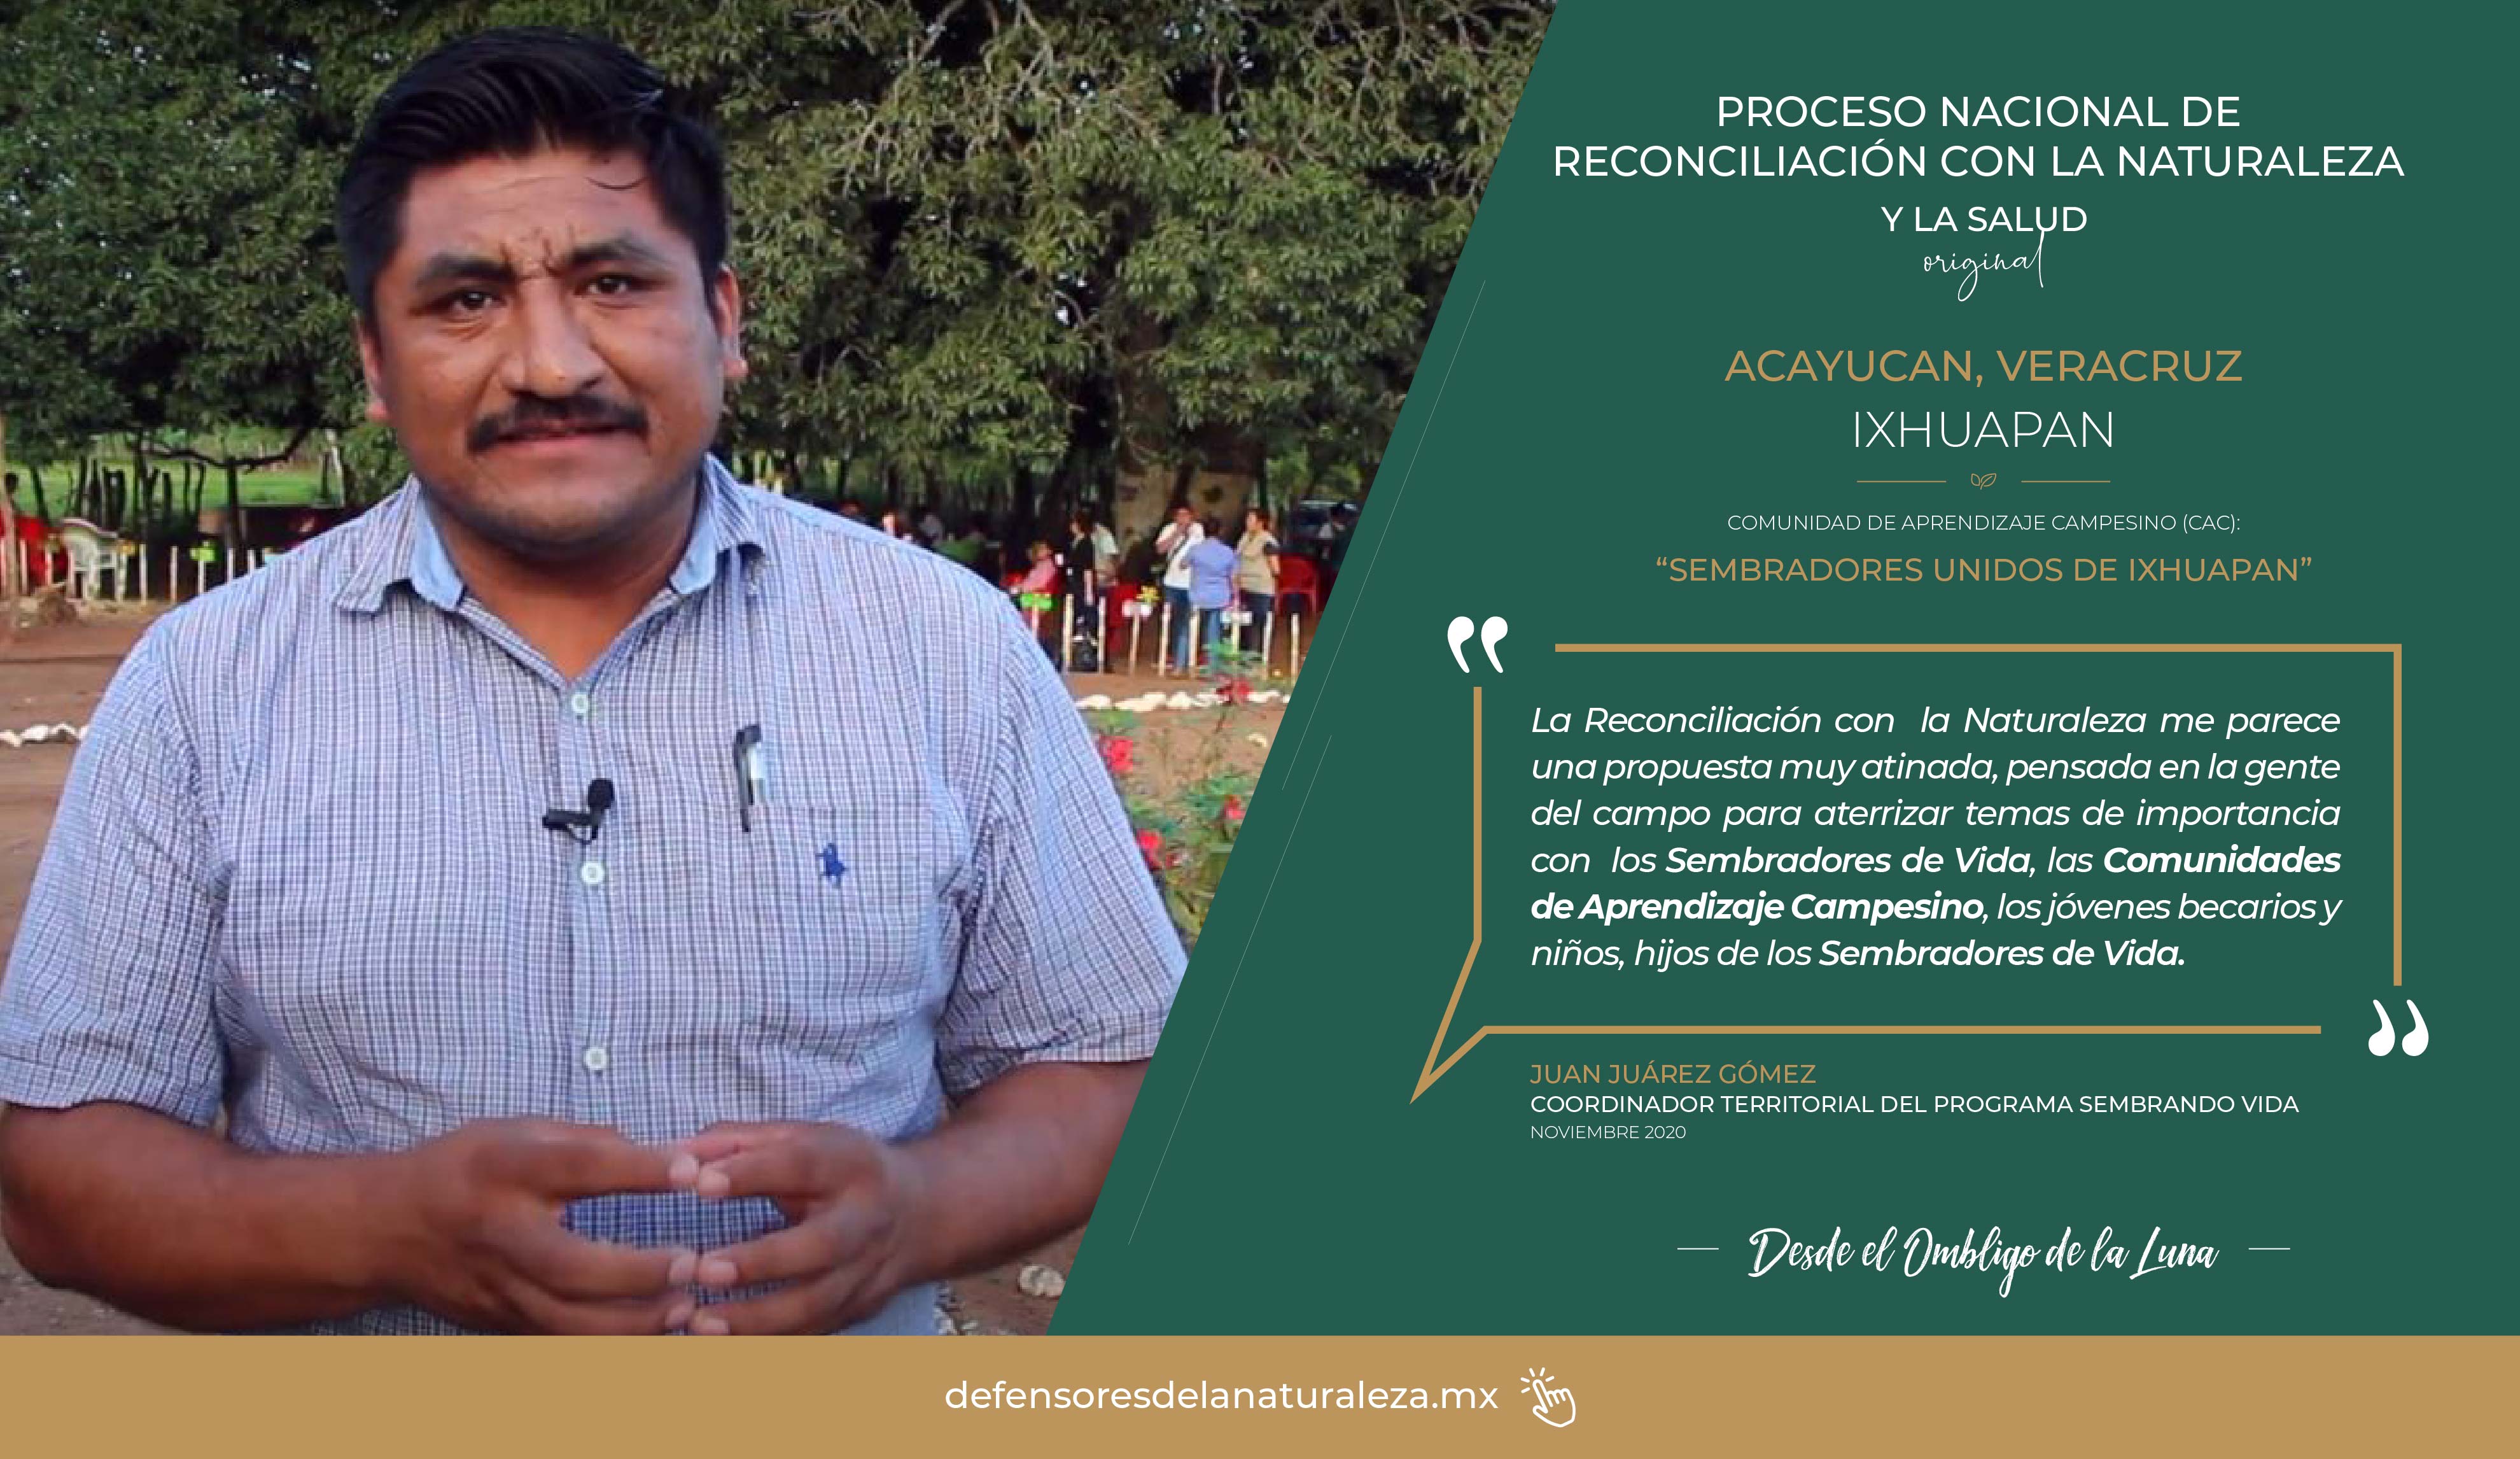 PROCESO NACIONAL DE
RECONCILIACIÓN CON LA NATURALEZA
Y LA SALUD
original
ACAYUCAN, VERACRUZ
IXHUAPAN
COMUNIDAD DE APRENDIZAJE CAMPESINO (CAC):
“SEMBRADORES UNIDOS DE IXHUAPAN”
“
La Reconciliación con la Naturaleza me parece
una propuesta muy atinada, pensada en la gente
del campo para aterrizar temas de importancia
con los Sembradores de Vida, las Comunidades
de Aprendizaje Campesino, los jóvenes becarios y
niños, hijos de los Sembradores de Vida.
”
JUAN JUÁREZ GÓMEZ
COORDINADOR TERRITORIAL DEL PROGRAMA SEMBRANDO VIDA
NOVIEMBRE 2020
Desde el Ombligo de la Luna
defensoresdelanaturaleza.mx